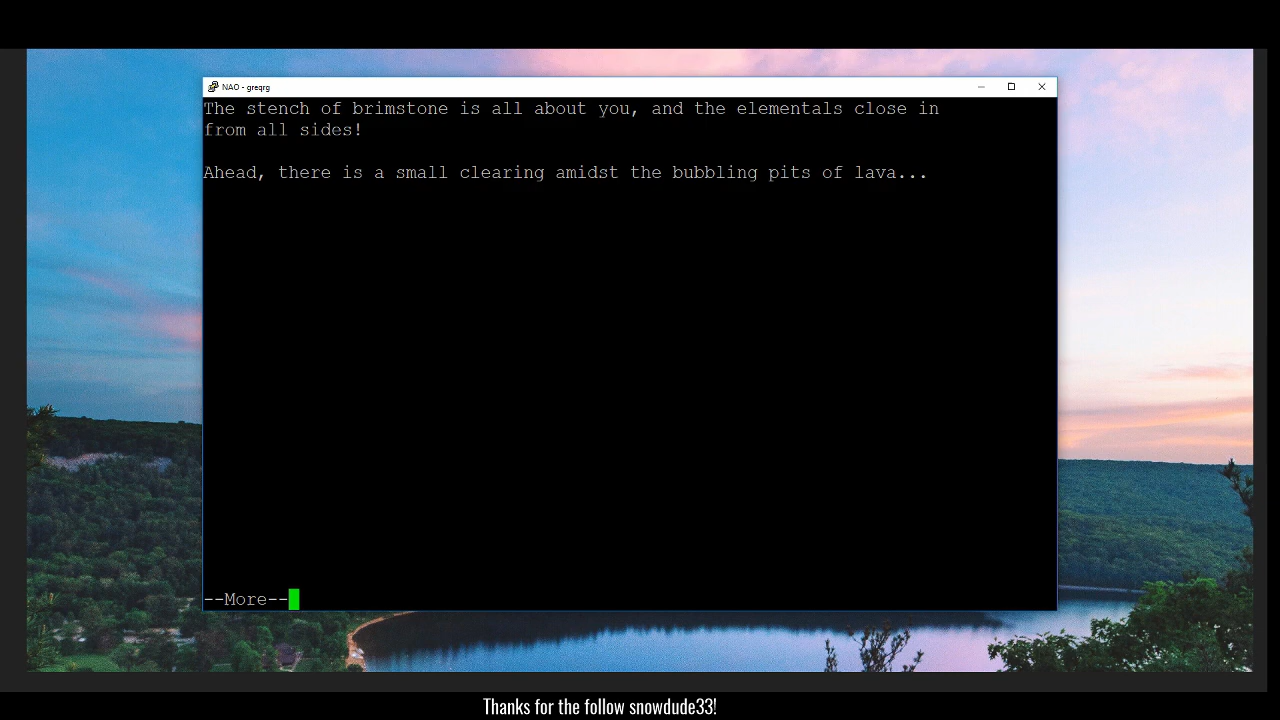 NAO - greqrg
The stench of brimstone is all about you, and the elementals close in
from all sides!
Ahead, there is a small clearing amidst the bubbling pits of lava...
--More--
Thanks for the follow snowdude33!